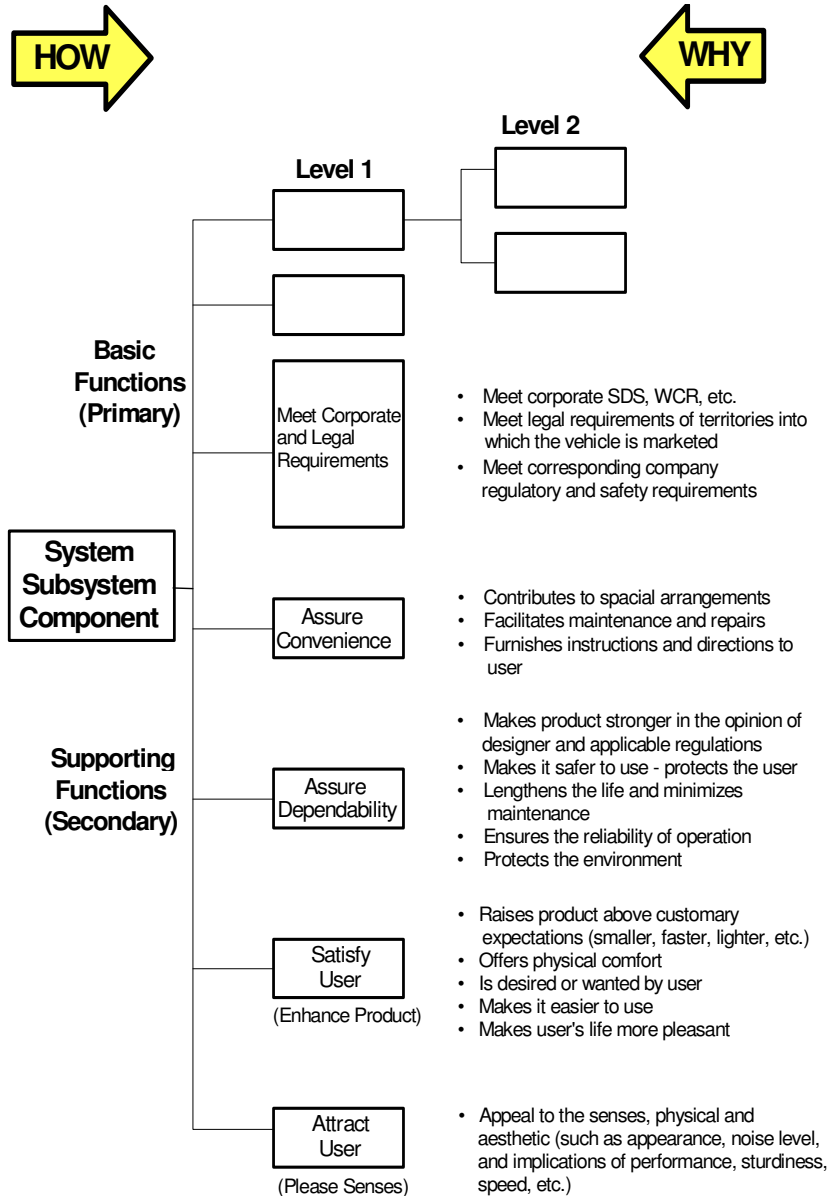 HOW
WHY
Level 2
Level 1
Basic
Functions
(Primary)
Meet Corporate
and Legal
Requirements
• Meet corporate SDS, WCR, etc.
• Meet legal requirements of territories into
which the vehicle is marketed
• Meet corresponding company
regulatory and safety requirements
System
Subsystem
Component
Assure
Convenience
• Contributes to spacial arrangements
• Facilitates maintenance and repairs
• Furnishes instructions and directions to
user
Supporting
Functions
(Secondary)
Assure
Dependability
• Makes product stronger in the opinion of
designer and applicable regulations
• Makes it safer to use - protects the user
• Lengthens the life and minimizes
maintenance
• Ensures the reliability of operation
• Protects the environment
Satisfy
User
(Enhance Product)
• Raises product above customary
expectations (smaller, faster, lighter, etc.)
• Offers physical comfort
• Is desired or wanted by user
• Makes it easier to use
• Makes user's life more pleasant
Attract
User
(Please Senses)
• Appeal to the senses, physical and
aesthetic (such as appearance, noise level,
and implications of performance, sturdiness,
speed, etc.)